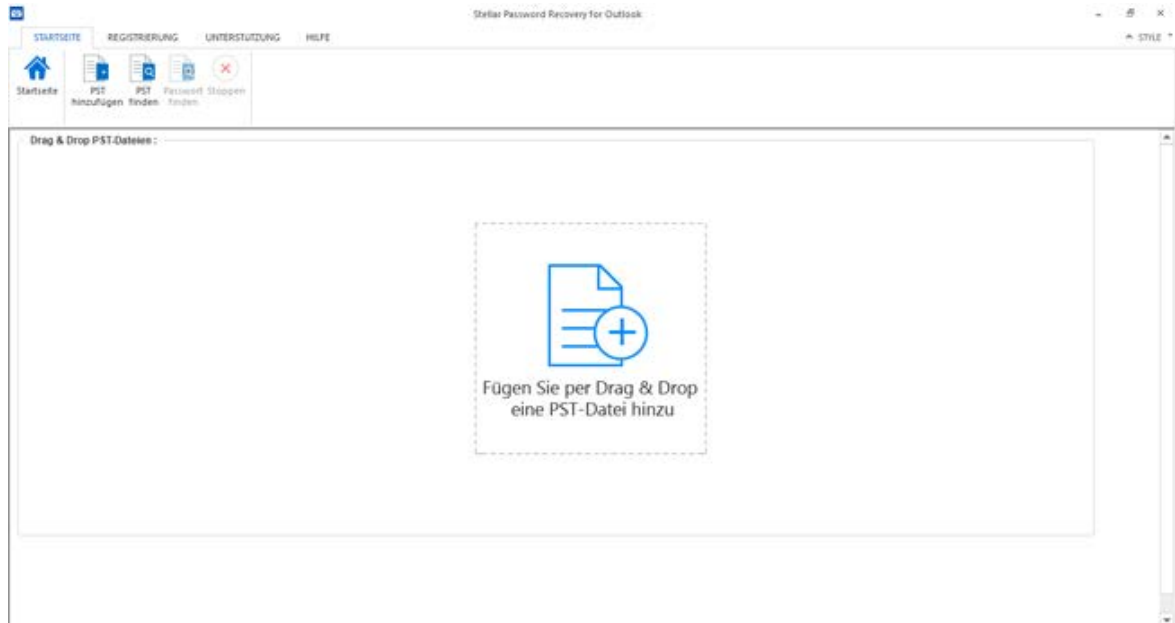 Stellar Password Recovery for Outlook
STARTSEITE REGISTRIERUNG UNTERSTÜTZUNG HILFE
STYLE
Startseite
PST hinzufügen
PST finden
Passwort finden
Stoppen
Drag & Drop PST-Dateien :
Fügen Sie per Drag & Drop
eine PST-Datei hinzu